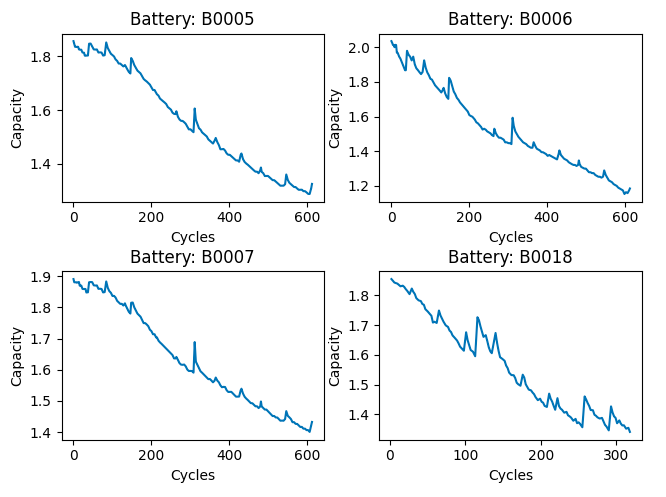 Battery: B0005
Capacity
1.8
1.6
1.4
0 200 400 600
Cycles
Battery: B0006
Capacity
2.0
1.8
1.6
1.4
1.2
0 200 400 600
Cycles
Battery: B0007
Capacity
1.9
1.8
1.7
1.6
1.5
1.4
0 200 400 600
Cycles
Battery: B0018
Capacity
1.8
1.7
1.6
1.5
1.4
0 100 200 300
Cycles